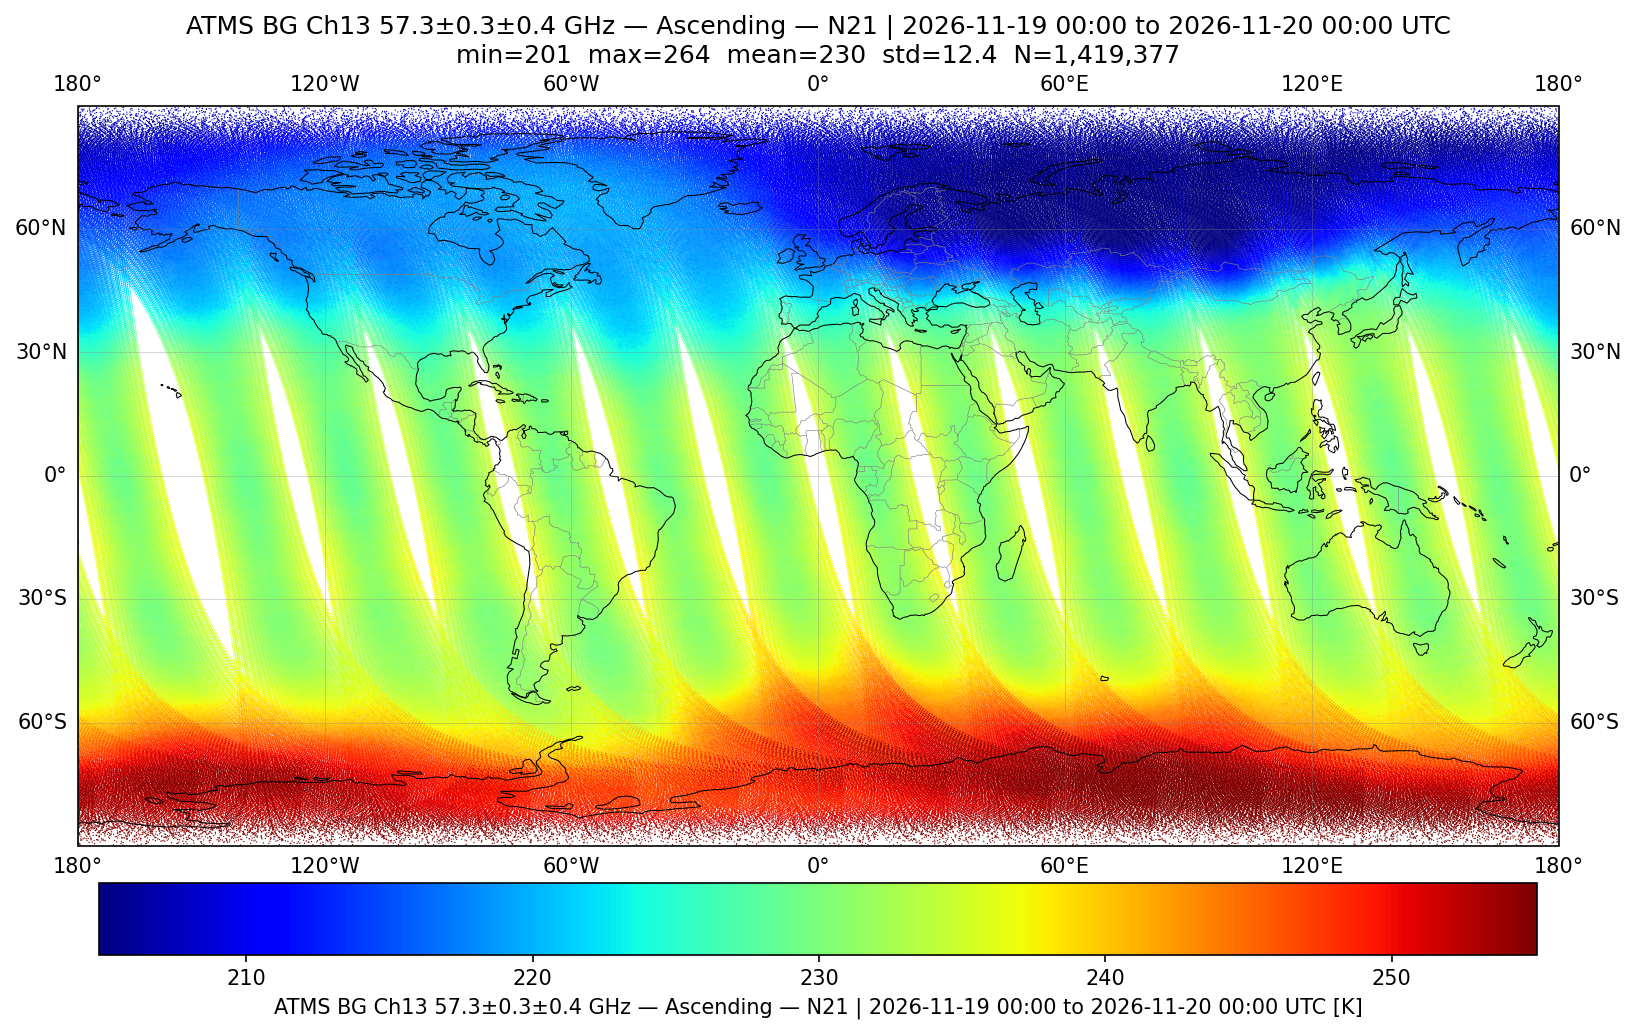 ATMS BG Ch13 57.3±0.3±0.4 GHz — Ascending — N21 | 2026-11-19 00:00 to 2026-11-20 00:00 UTC
min=201 max=264 mean=230 std=12.4 N=1,419,377
180° 120°W 60°W 0° 60°E 120°E 180°
60°N 60°N
30°N 30°N
0° 0°
30°S 30°S
60°S 60°S
180° 120°W 60°W 0° 60°E 120°E 180°
210 220 230 240 250
ATMS BG Ch13 57.3±0.3±0.4 GHz — Ascending — N21 | 2026-11-19 00:00 to 2026-11-20 00:00 UTC [K]